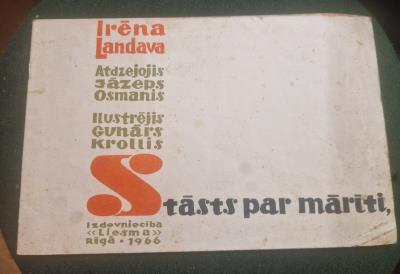 Irēna
Landava
Atdzejojis
Jāzeps
Osmanis
Ilustrējis
Gunārs
Krollis
Stāsts par mārīti,
Izdevniecība
«Liesma»
Rīgā • 1966